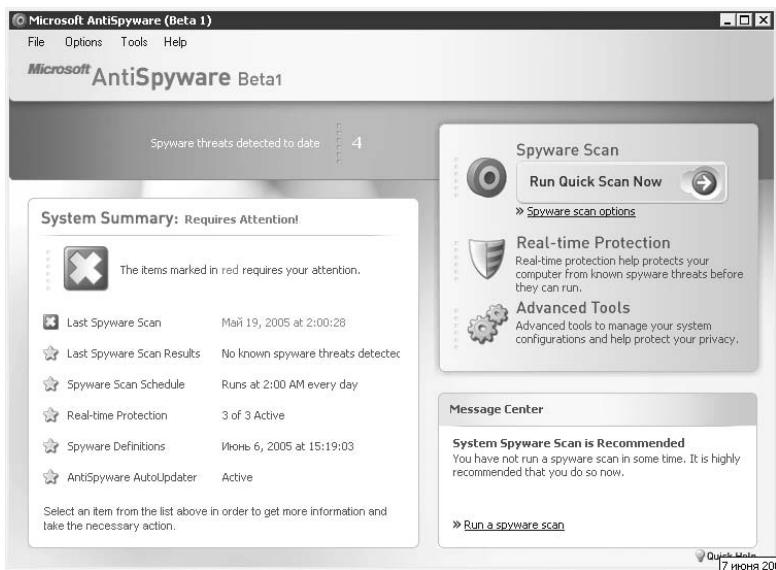 Microsoft AntiSpyware (Beta 1)
File Options Tools Help
Microsoft AntiSpyware Beta1
Spyware threats detected to date 4
System Summary: Requires Attention!
The items marked in red requires your attention.
Last Spyware Scan Май 19, 2005 at 2:00:28
Last Spyware Scan Results No known spyware threats detectec
Spyware Scan Schedule Runs at 2:00 AM every day
Real-time Protection 3 of 3 Active
Spyware Definitions Июнь 6, 2005 at 15:19:03
AntiSpyware AutoUpdater Active
Select an item from the list above in order to get more information and
take the necessary action.
Spyware Scan
Run Quick Scan Now
» Spyware scan options
Real-time Protection
Real-time protection help protects your
computer from known spyware threats before
they can run.
Advanced Tools
Advanced tools to manage your system
configurations and help protect your privacy.
Message Center
System Spyware Scan is Recommended
You have not run a spyware scan in some time. It is highly
recommended that you do so now.
» Run a spyware scan
Quick Help
7 июня 20